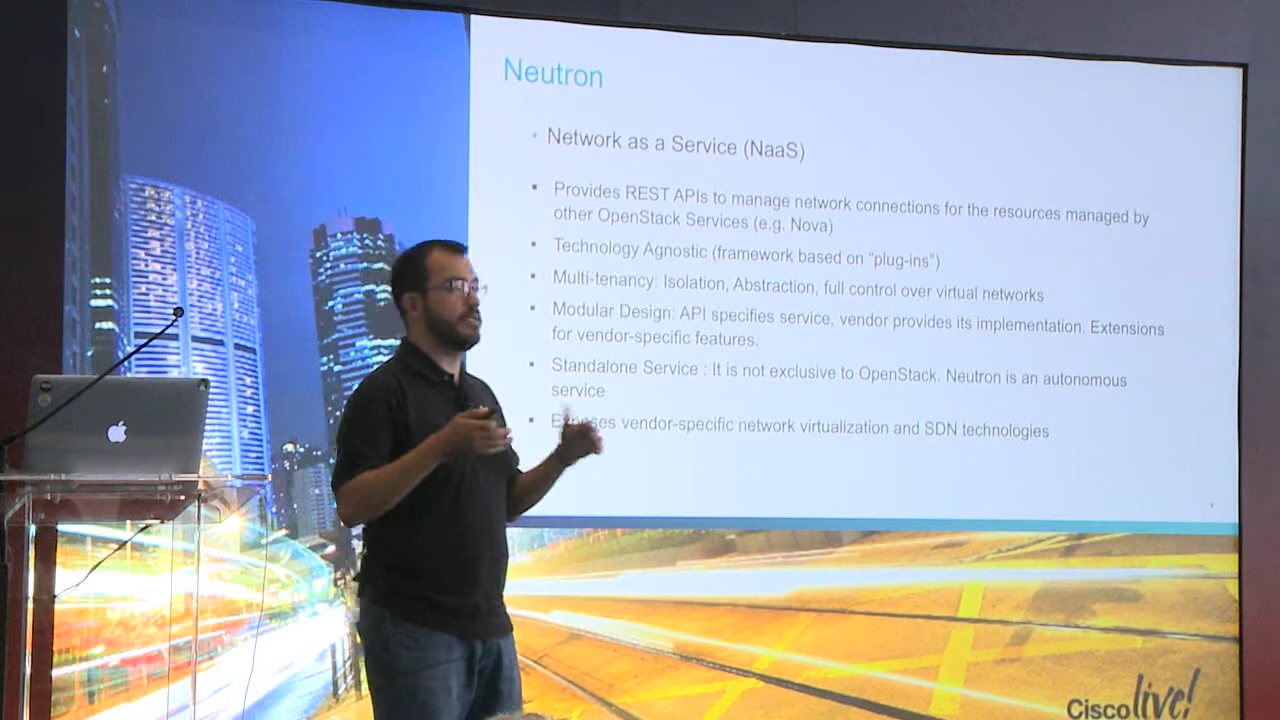 Neutron
• Network as a Service (NaaS)
▪ Provides REST APIs to manage network connections for the resources managed by
other OpenStack Services (e.g. Nova)
▪ Technology Agnostic (framework based on "plug-ins")
▪ Multi-tenancy: Isolation, Abstraction, full control over virtual networks
▪ Modular Design: API specifies service, vendor provides its implementation. Extensions
for vendor-specific features.
▪ Standalone Service : It is not exclusive to OpenStack. Neutron is an autonomous
service
▪ vendor-specific network virtualization and SDN technologies
Cisco live!